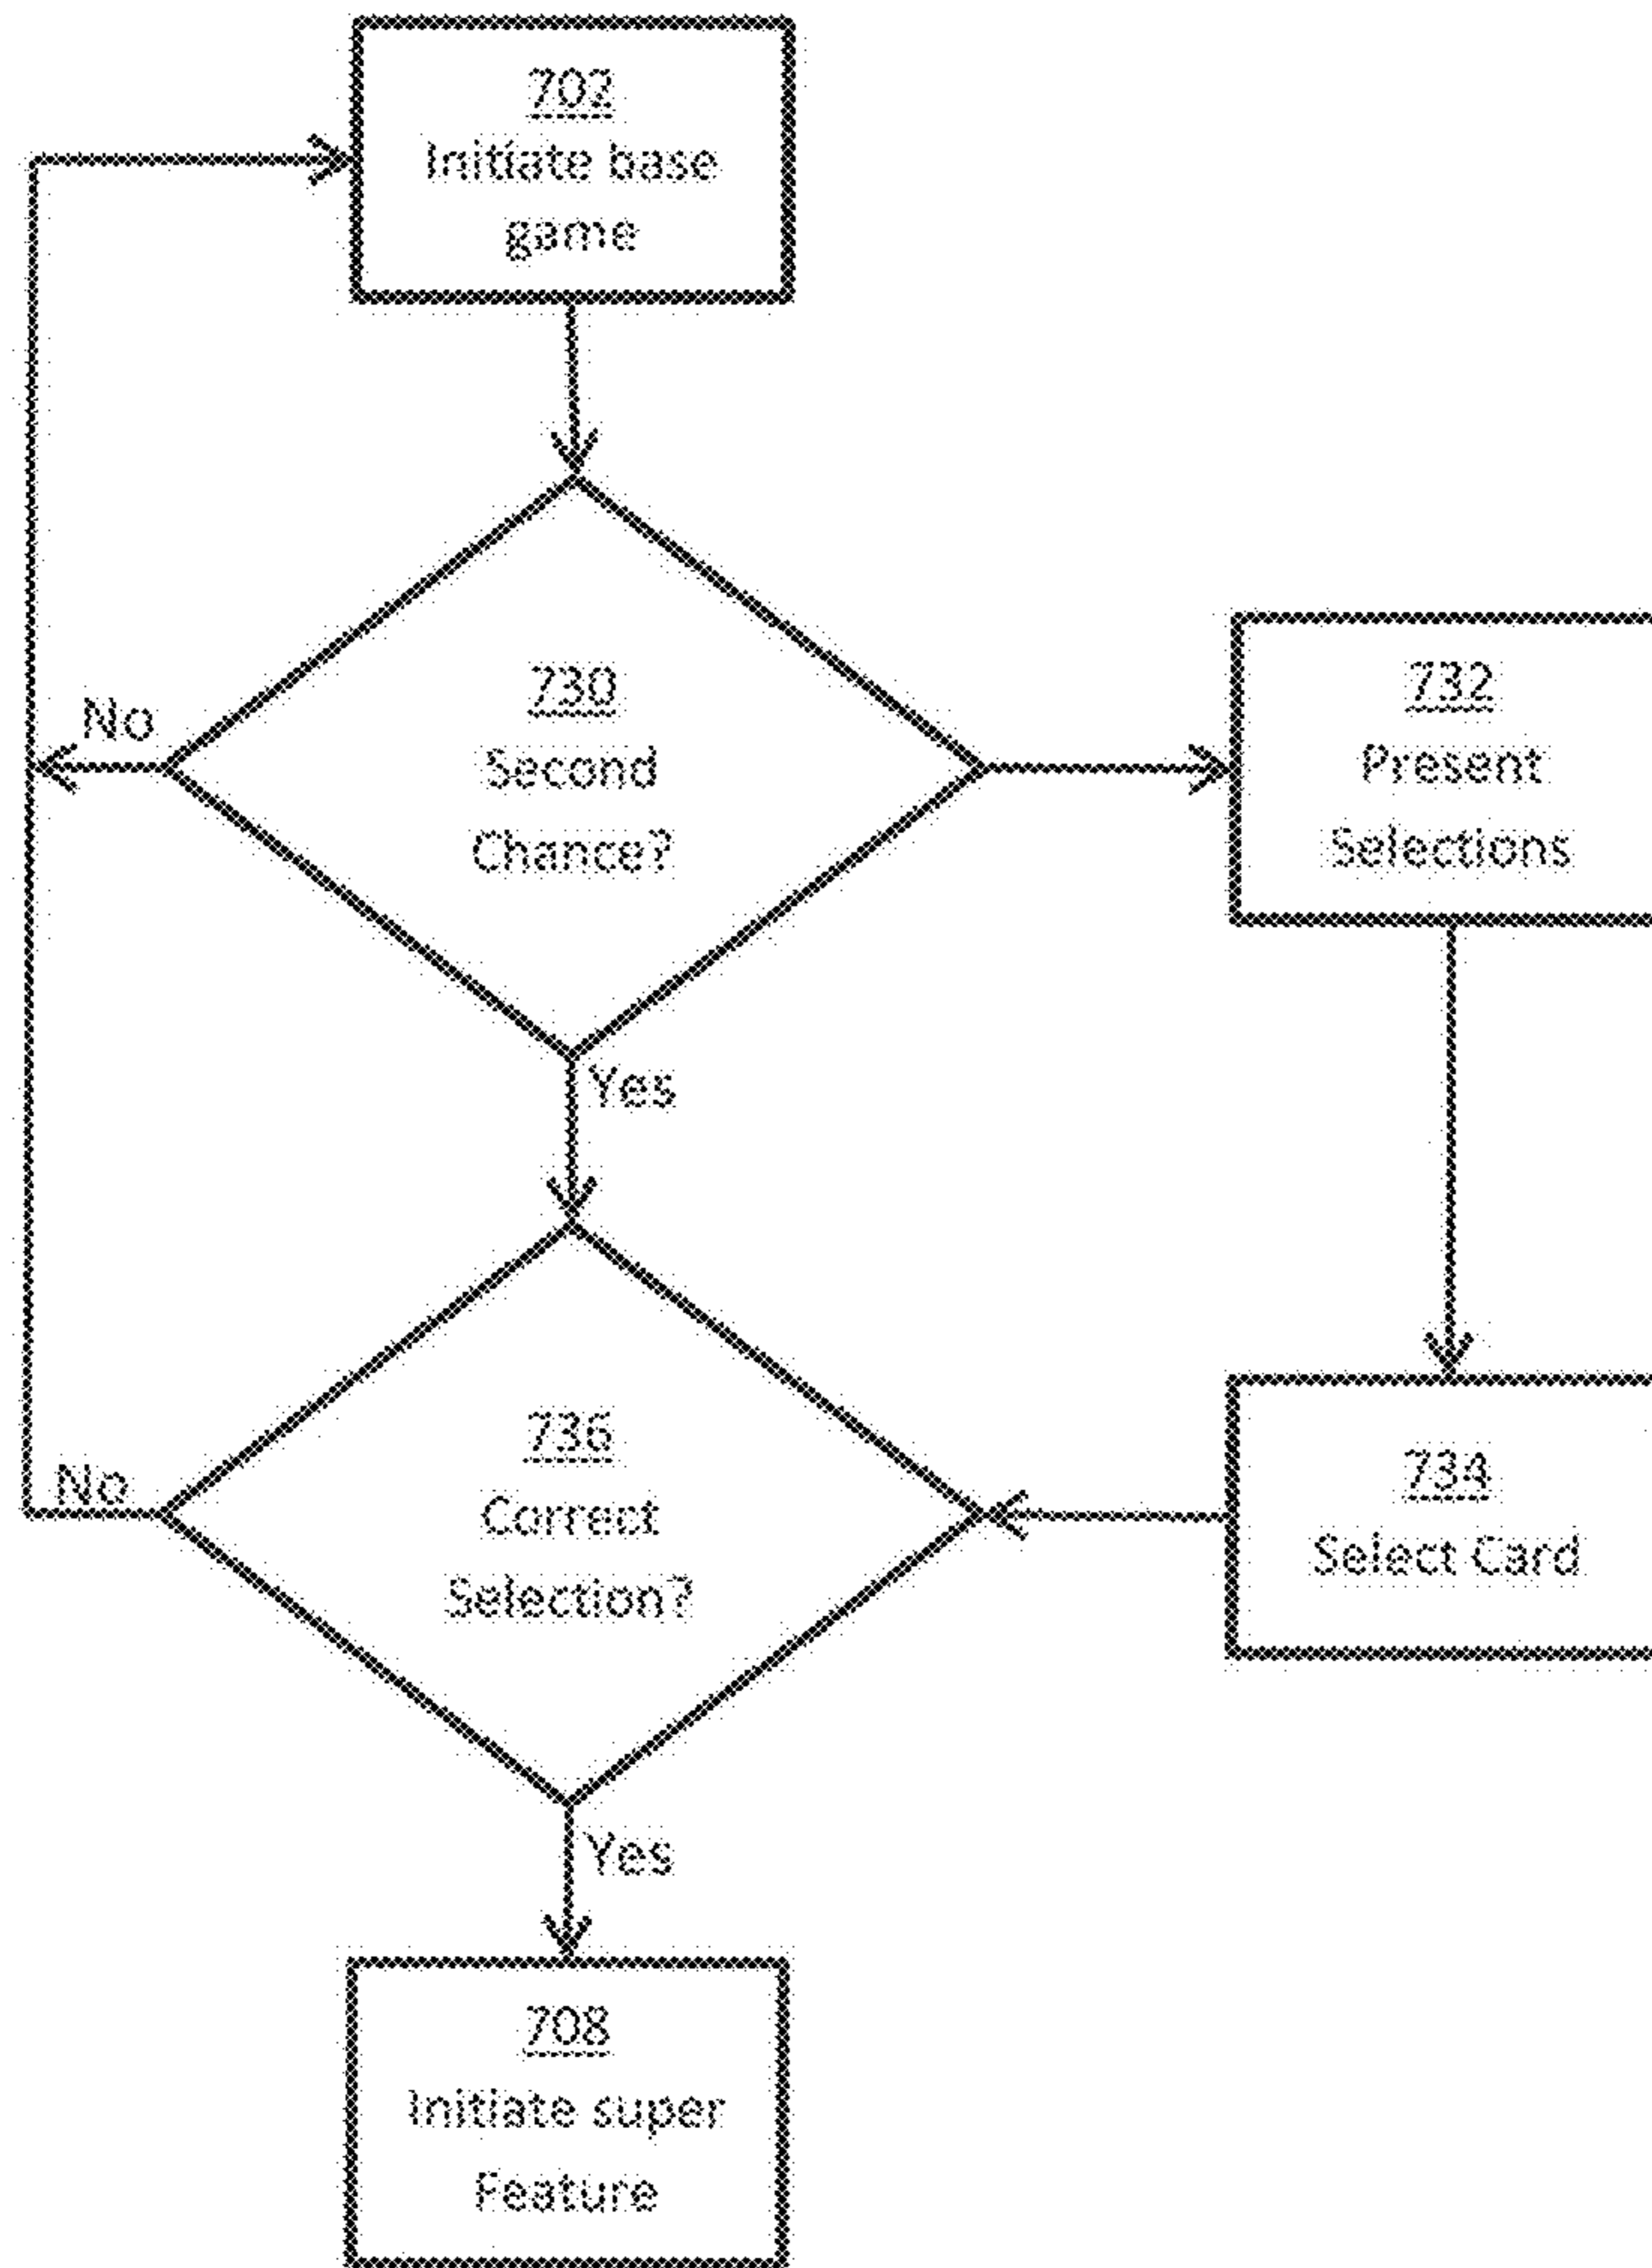 702
Initiate base
game
730
Second
Chance?
No
732
Present
Selections
Yes
736
Correct
Selection?
No
734
Select Card
Yes
708
Initiate super
Feature